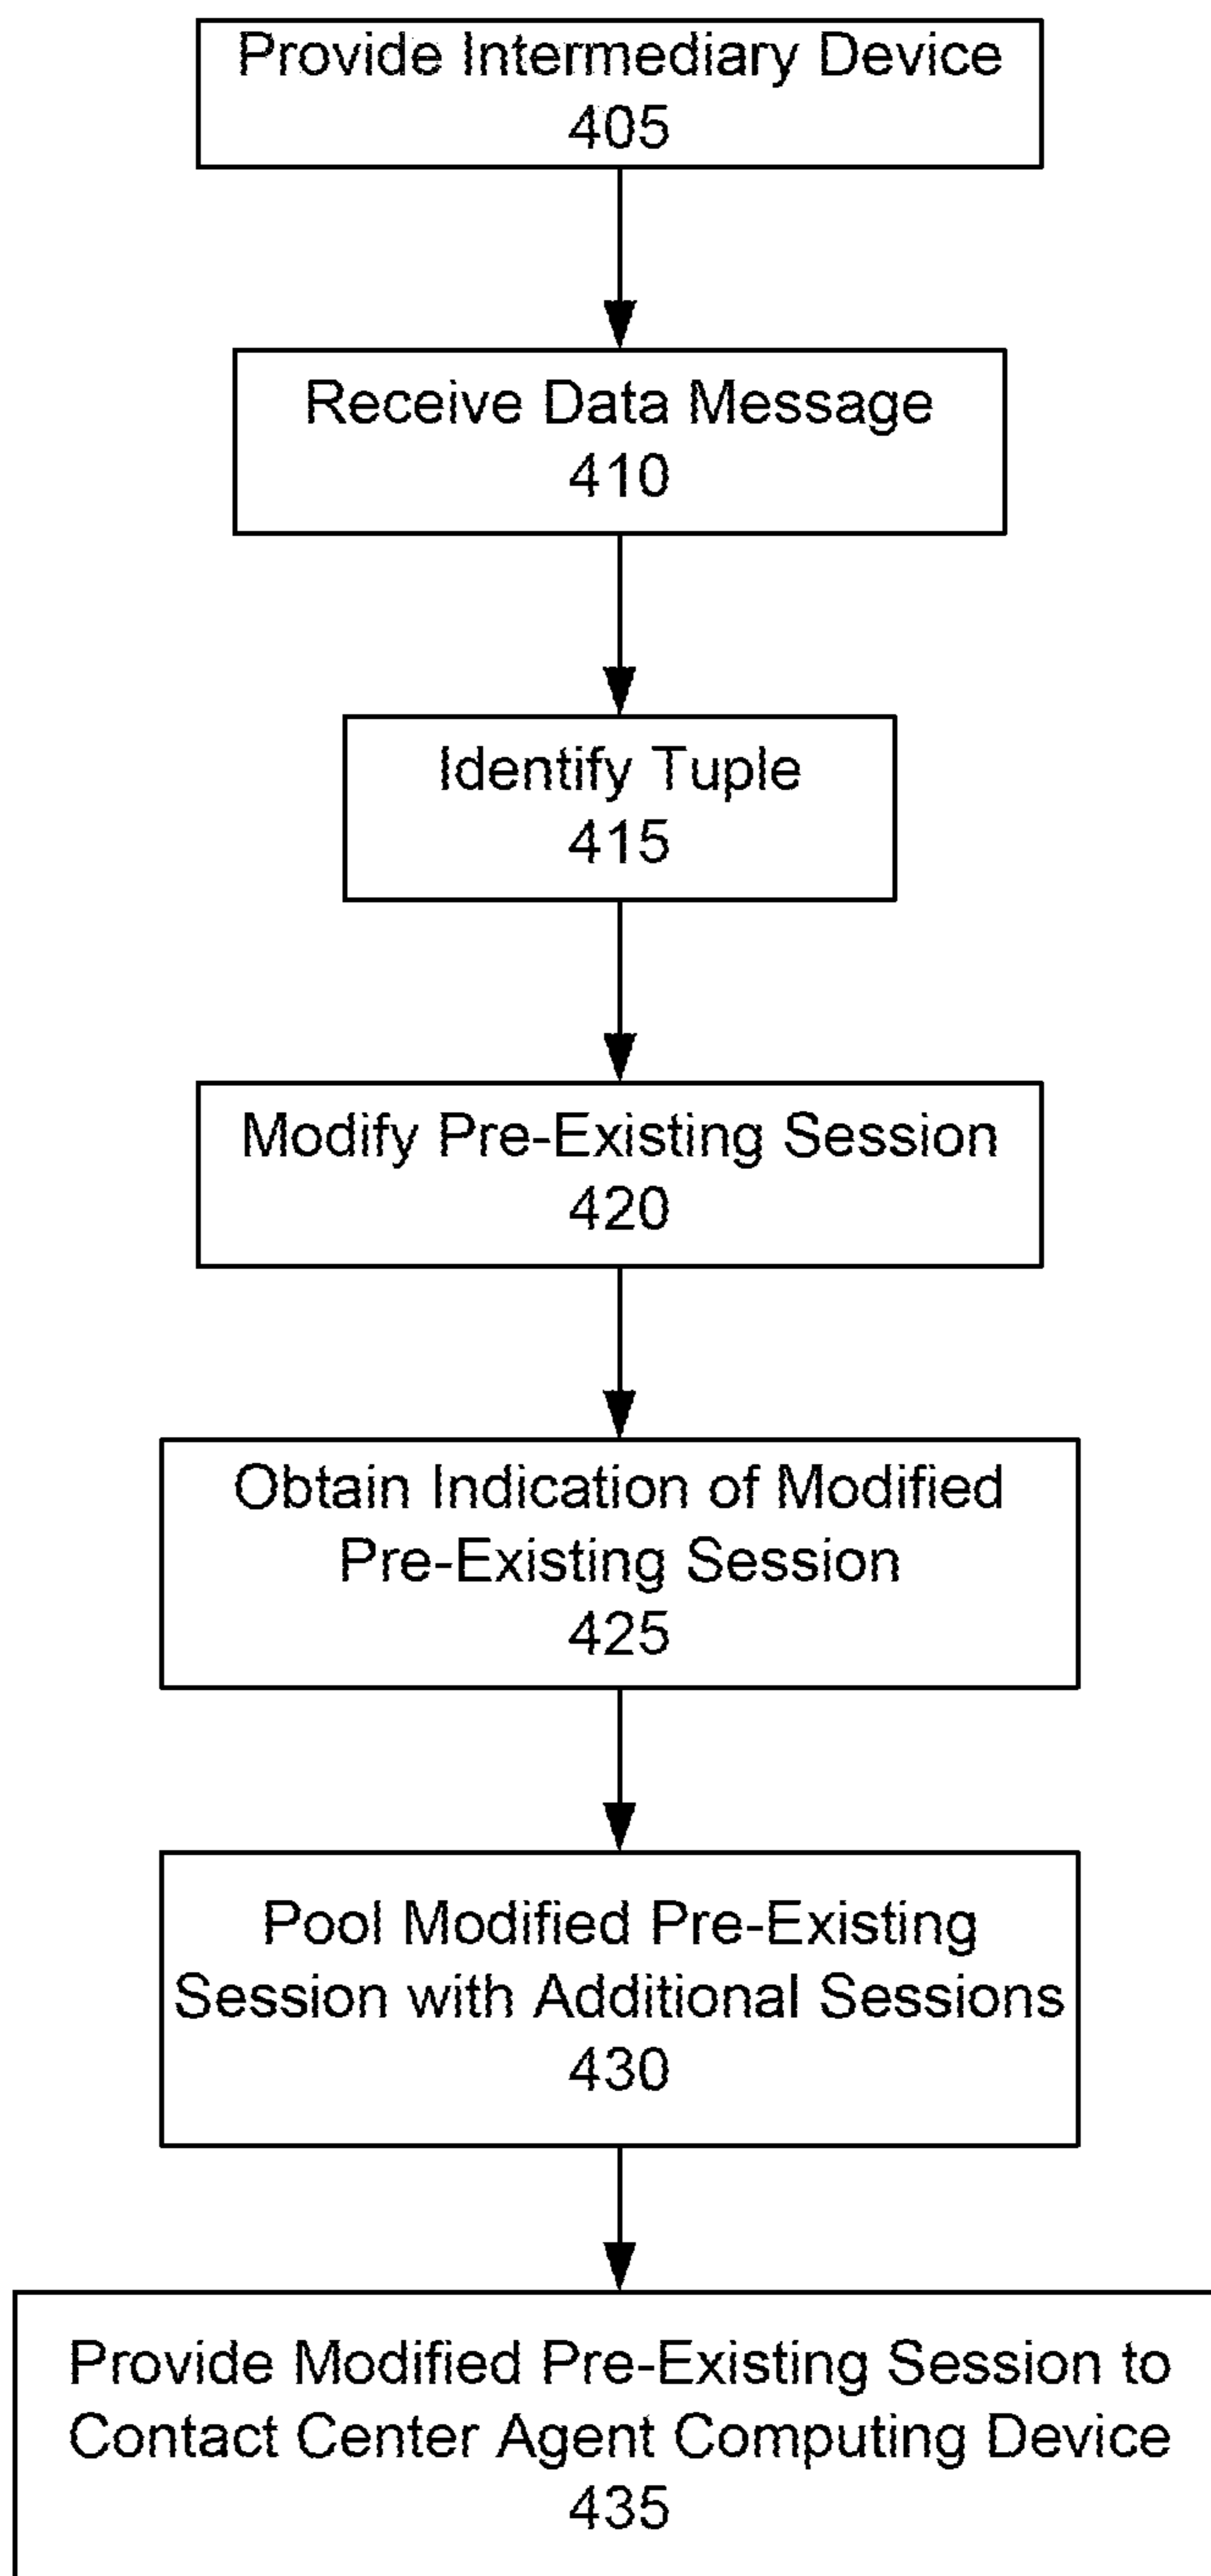 Provide Intermediary Device
405
Receive Data Message
410
Identify Tuple
415
Modify Pre-Existing Session
420
Obtain Indication of Modified
Pre-Existing Session
425
Pool Modified Pre-Existing
Session with Additional Sessions
430
Provide Modified Pre-Existing Session to
Contact Center Agent Computing Device
435